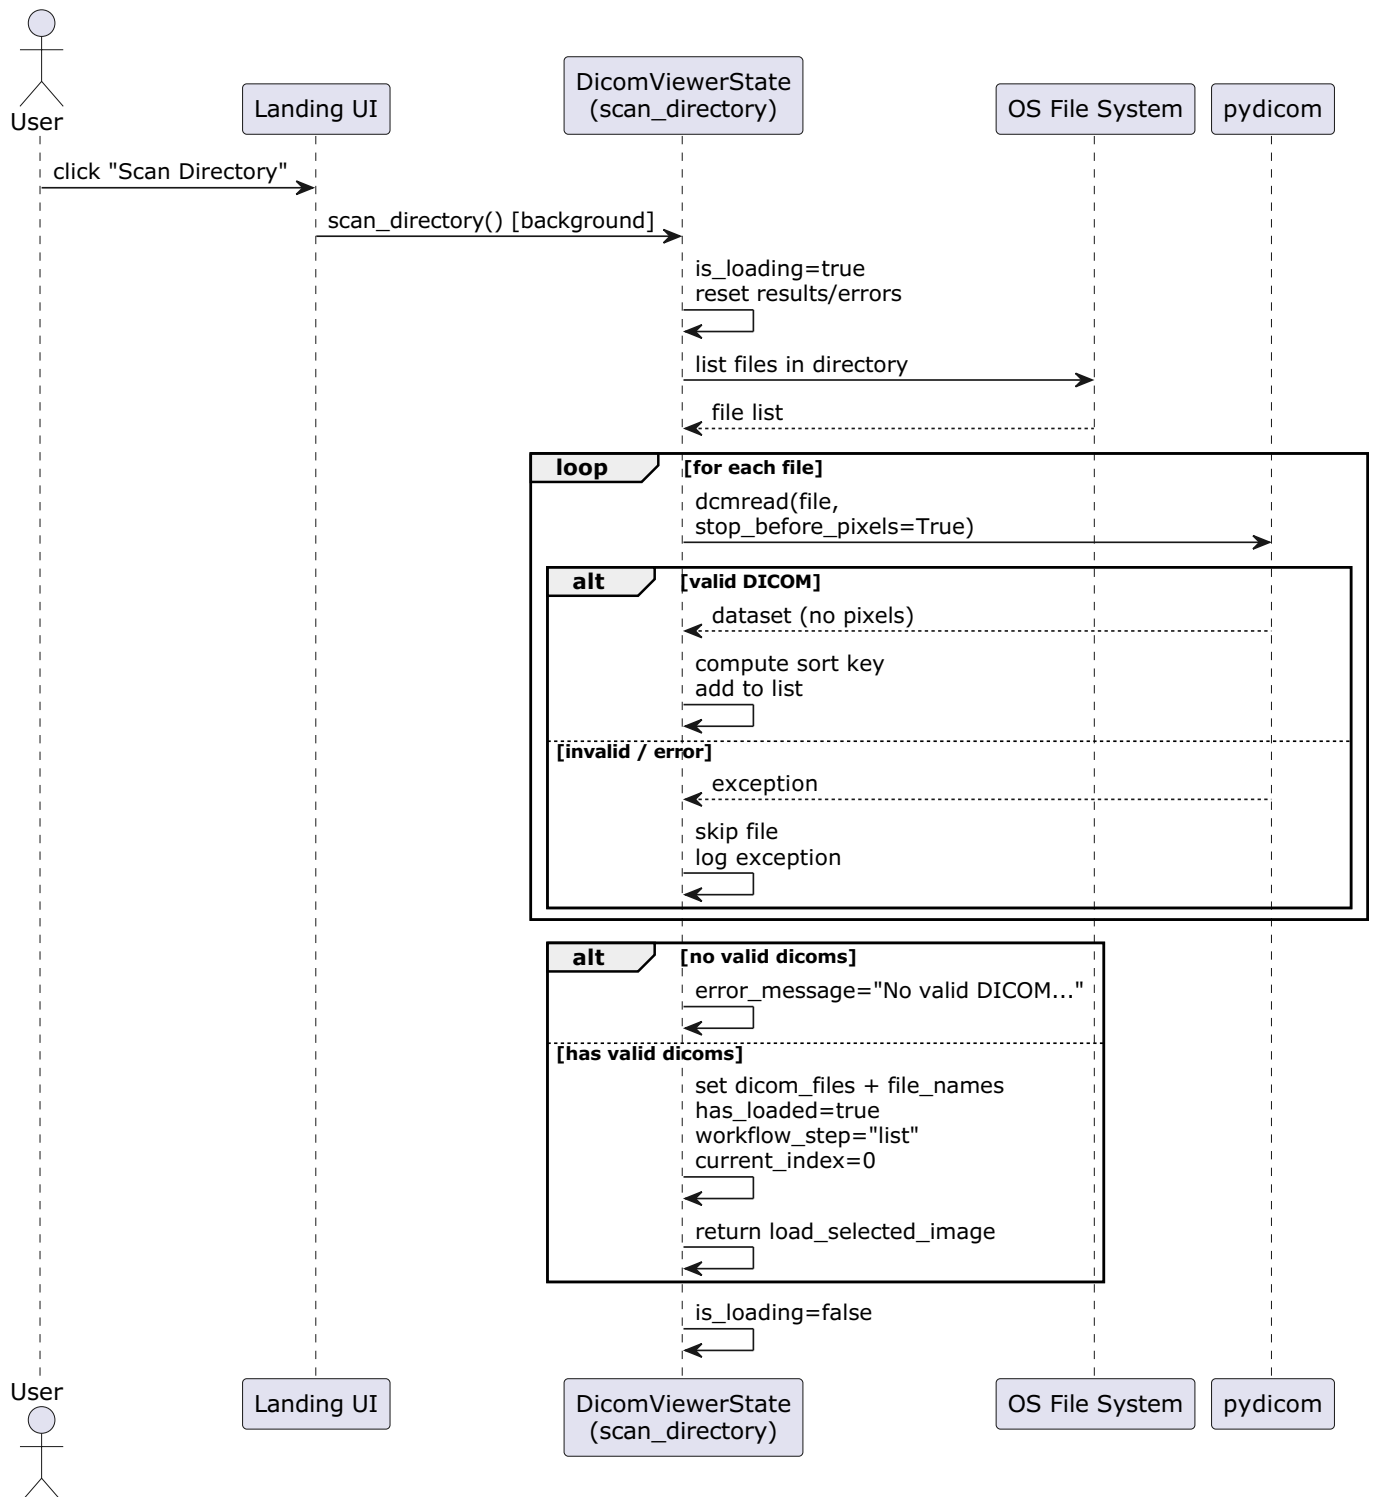 User
Landing UI
DicomViewerState
(scan_directory)
OS File System
pydicom
click "Scan Directory"
scan_directory() [background]
is_loading=true
reset results/errors
list files in directory
file list
loop
[for each file]
dcmread(file,
stop_before_pixels=True)
alt
[valid DICOM]
dataset (no pixels)
compute sort key
add to list
[invalid / error]
exception
skip file
log exception
alt
[no valid dicoms]
error_message="No valid DICOM..."
[has valid dicoms]
set dicom_files + file_names
has_loaded=true
workflow_step="list"
current_index=0
return load_selected_image
is_loading=false
User
Landing UI
DicomViewerState
(scan_directory)
OS File System
pydicom